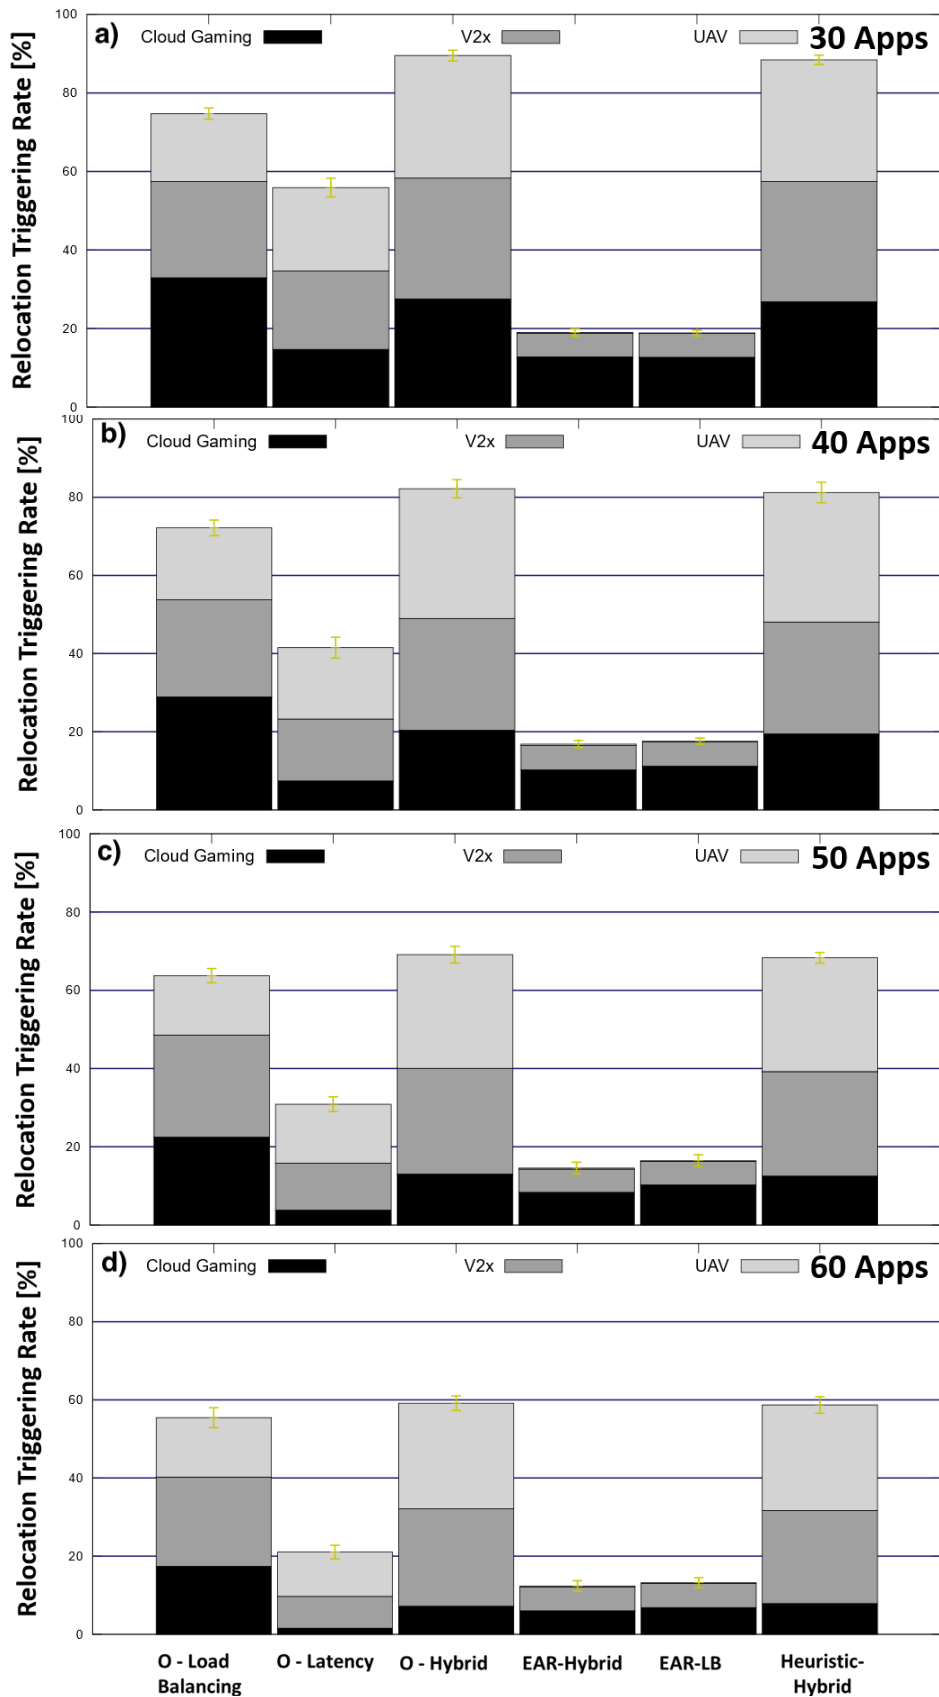 100
a)
Cloud Gaming
V2x
UAV
30 Apps
80
60
40
20
0
Relocation Triggering Rate [%]
100
b)
Cloud Gaming
V2x
UAV
40 Apps
80
60
40
20
0
Relocation Triggering Rate [%]
100
c)
Cloud Gaming
V2x
UAV
50 Apps
80
60
40
20
0
Relocation Triggering Rate [%]
100
d)
Cloud Gaming
V2x
UAV
60 Apps
80
60
40
20
0
Relocation Triggering Rate [%]
O - Load
Balancing
O - Latency
O - Hybrid
EAR-Hybrid
EAR-LB
Heuristic-
Hybrid